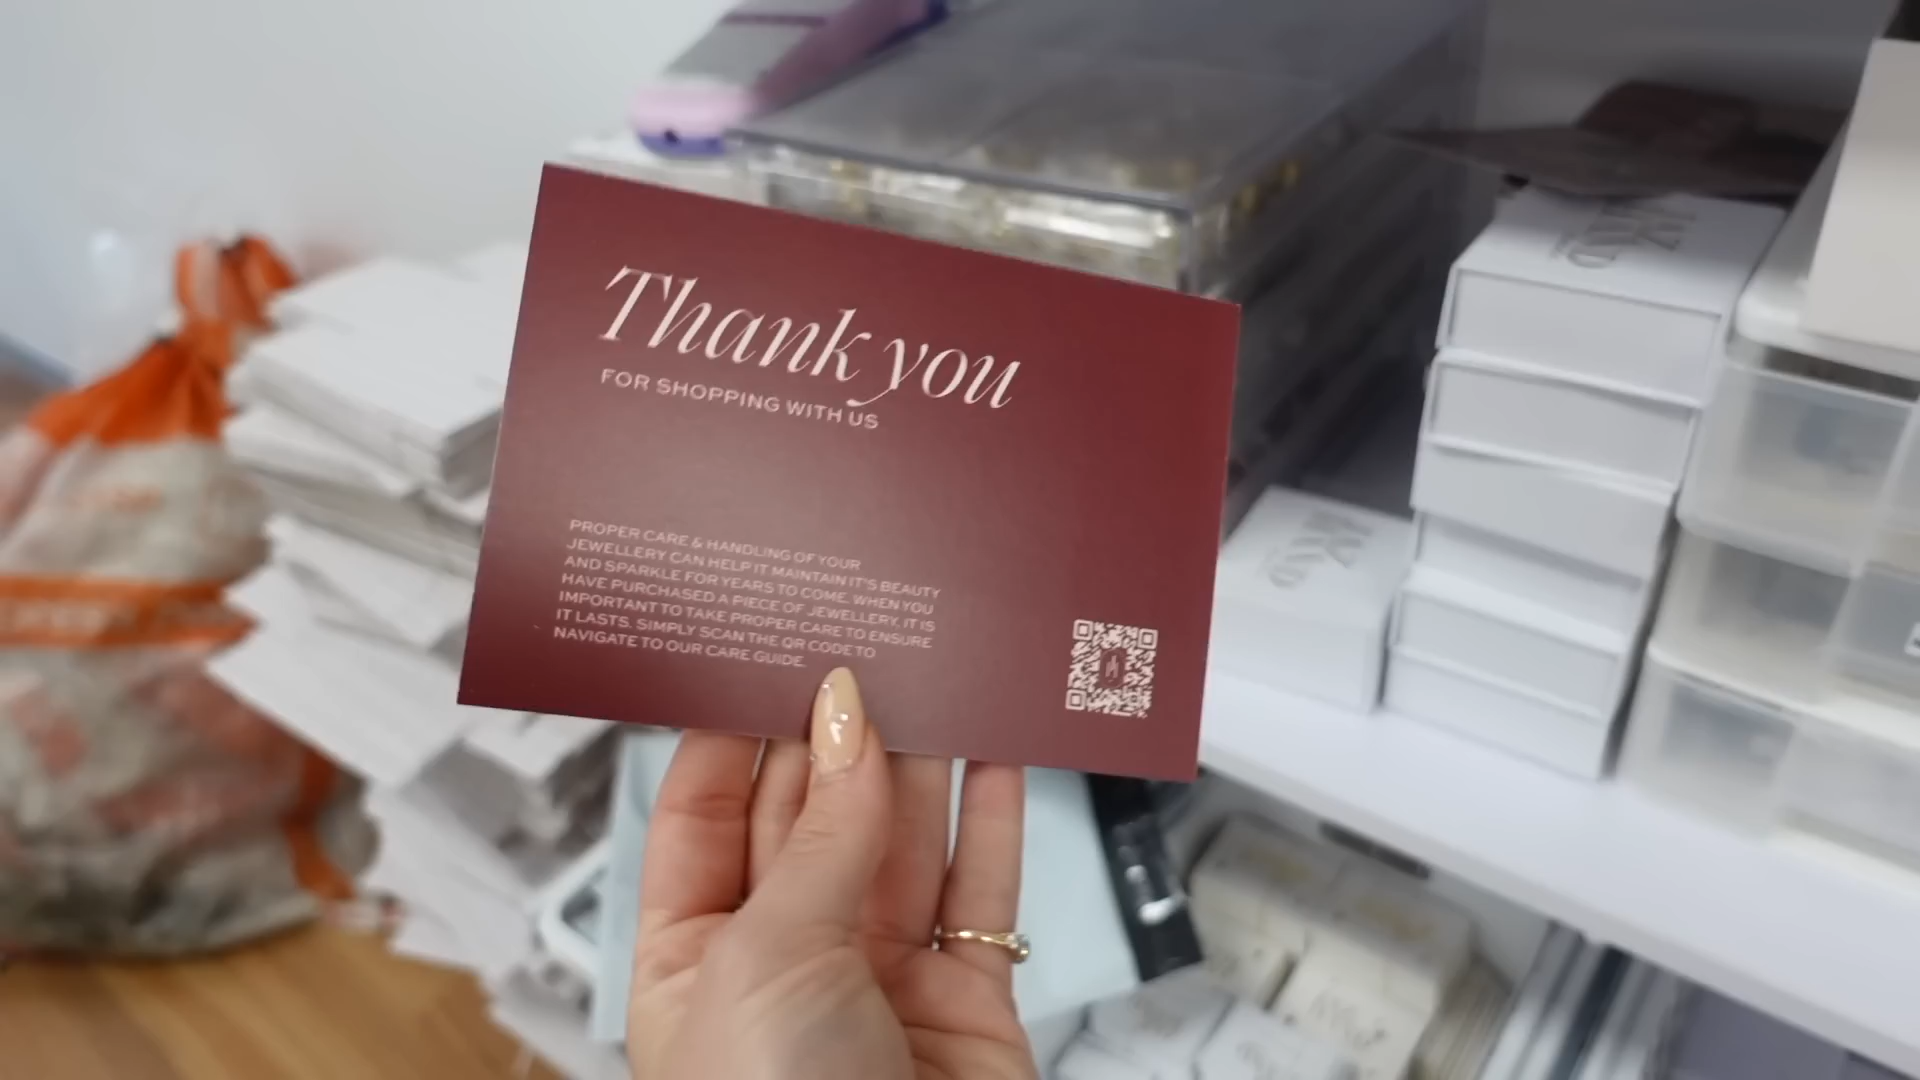 Thank you
FOR SHOPPING WITH US
PROPER CARE & HANDLING OF YOUR
JEWELLERY CAN HELP IT MAINTAIN IT'S BEAUTY
AND SPARKLE FOR YEARS TO COME. WHEN YOU
HAVE PURCHASED A PIECE OF JEWELLERY, IT IS
IMPORTANT TO TAKE PROPER CARE TO ENSURE
IT LASTS. SIMPLY SCAN THE QR CODE TO
NAVIGATE TO OUR CARE GUIDE.